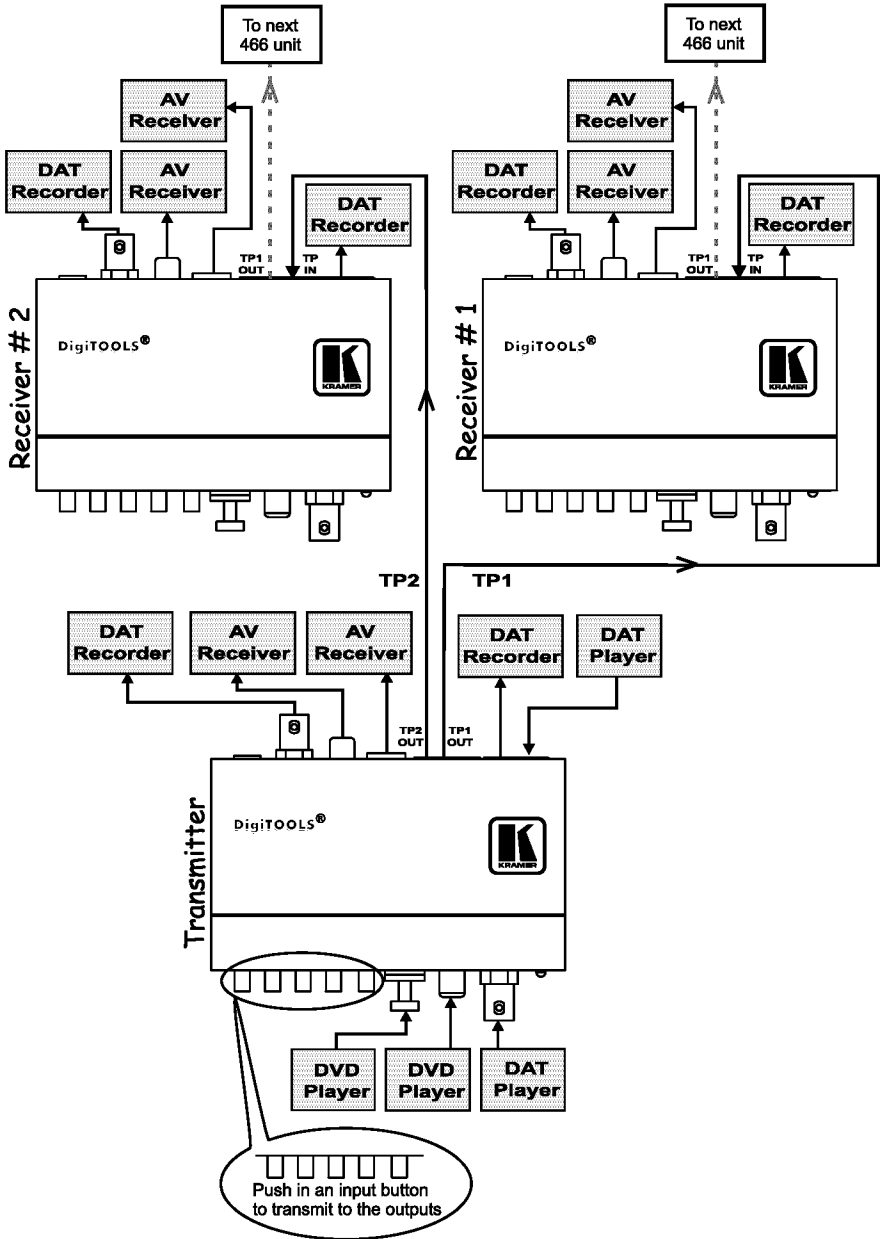 To next
466 unit
To next
466 unit
AV
Receiver
AV
Receiver
DAT
Recorder
AV
Receiver
DAT
Recorder
AV
Receiver
DAT
Recorder
DAT
Recorder
TP1
OUT
TP
IN
TP1
OUT
TP
IN
Receiver # 2
DigiTOOLS®
K
KRAMER
Receiver # 1
DigiTOOLS®
K
KRAMER
TP2
TP1
DAT
Recorder
AV
Receiver
AV
Receiver
DAT
Recorder
DAT
Player
TP2
OUT
TP1
OUT
Transmitter
DigiTOOLS®
K
KRAMER
DVD
Player
DVD
Player
DAT
Player
Push in an input button
to transmit to the outputs